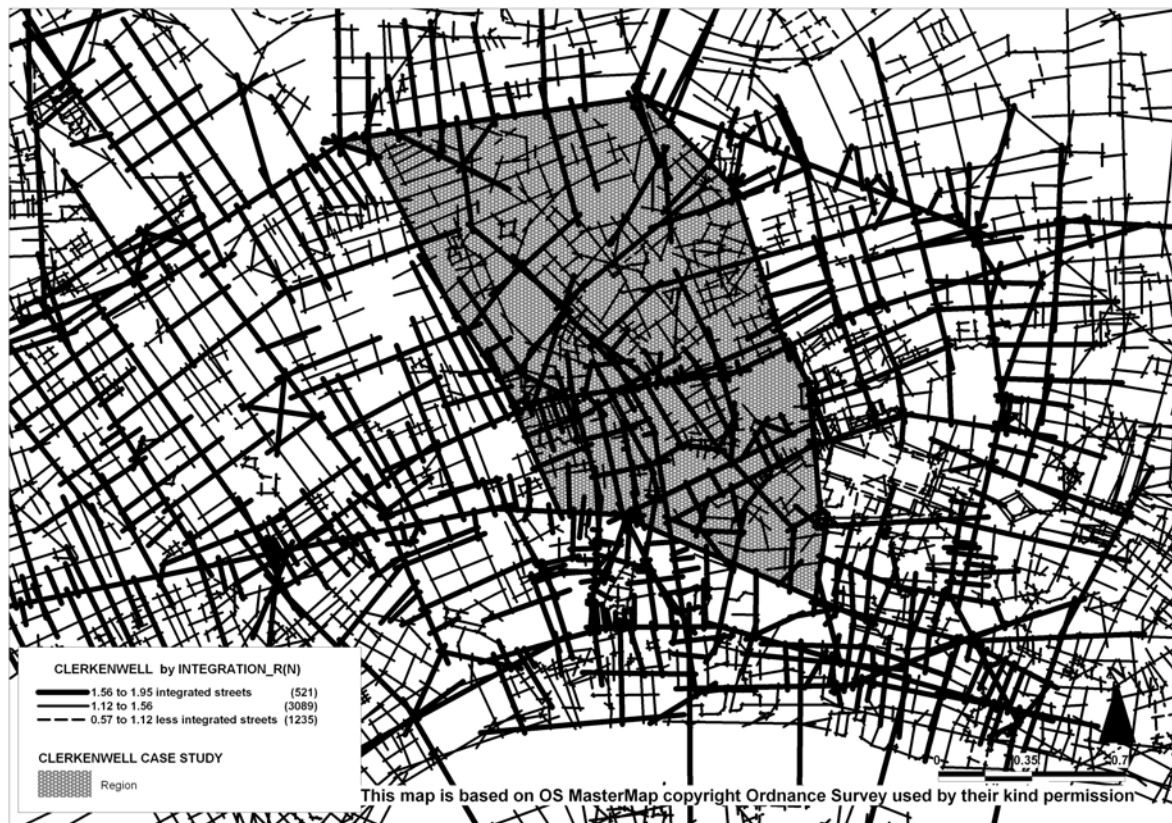 CLERKENWELL by INTEGRATION_R(N)
1.56 to 1.95 integrated streets (521)
1.12 to 1.56 (3089)
0.57 to 1.12 less integrated streets (1235)
CLERKENWELL CASE STUDY
Region
0 0.35 0.7
This map is based on OS MasterMap copyright Ordnance Survey used by their kind permission